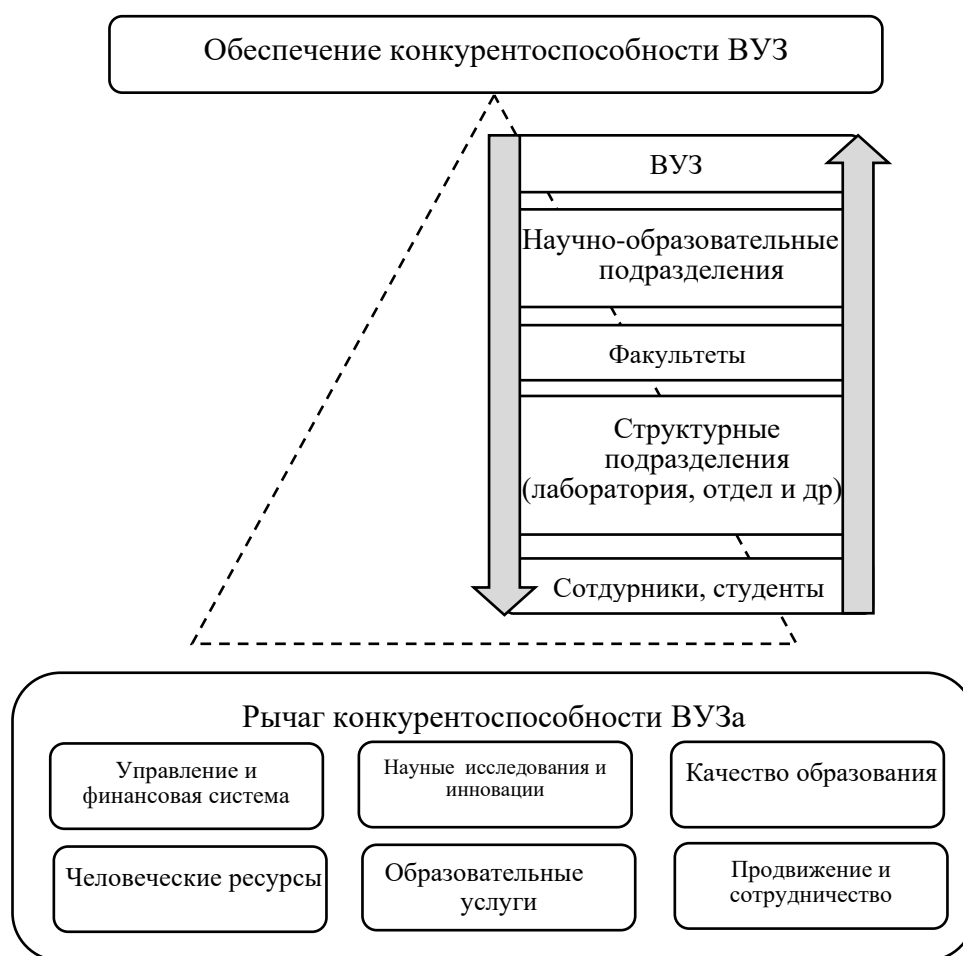 Обеспечение конкурентоспособности ВУЗ
ВУЗ
Научно-образовательные
подразделения
Факультеты
Структурные
подразделения
(лаборатория, отдел и др)
Сотдурники, студенты
Рычаг конкурентоспособности ВУЗа
Управление и
финансовая система
Науные исследования и
инновации
Качество образования
Человеческие ресурсы
Образовательные
услуги
Продвижение и
сотрудничество